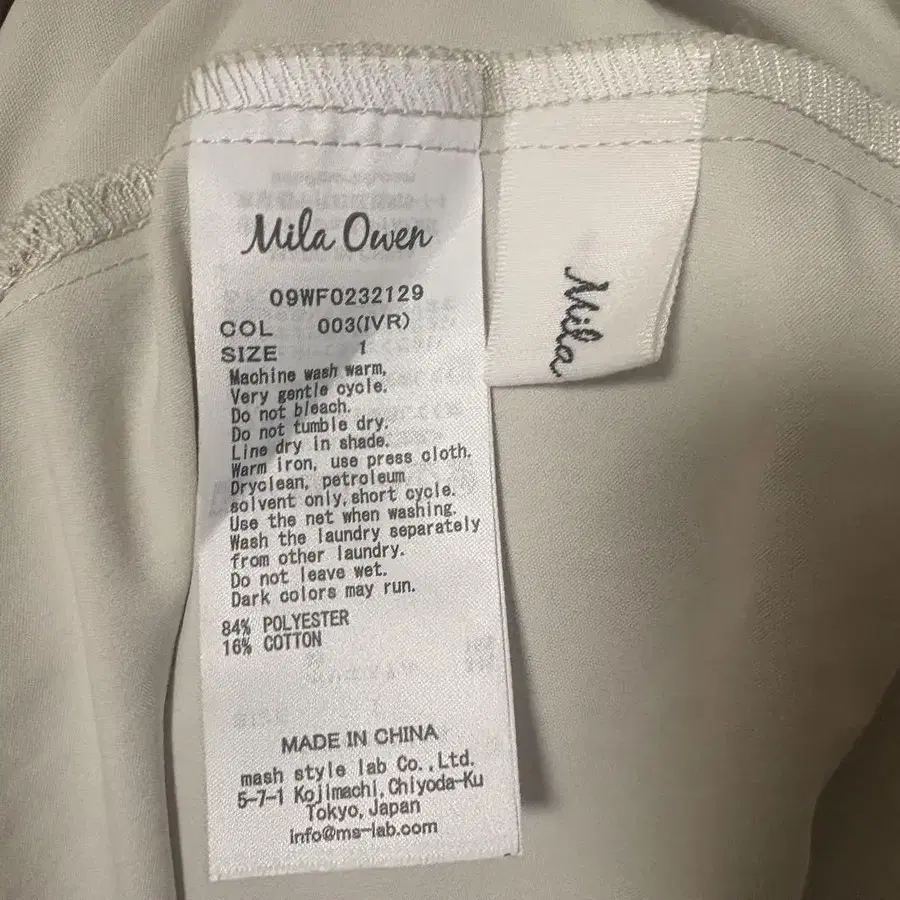 Mila Owen
09WF0232129
COL 003(IVR)
SIZE 1
Machine wash warm,
Very gentle cycle.
Do not bleach.
Do not tumble dry.
Line dry in shade.
Warm iron, use press cloth.
Dryclean, petroleum
solvent only,short cycle.
Use the net when washing.
Wash the laundry separately
from other laundry.
Do not leave wet.
Dark colors may run.
84% POLYESTER
16% COTTON
MADE IN CHINA
mash style lab Co.,Ltd.
5-7-1 Kojimachi,Chiyoda-Ku
Tokyo,Japan
info@ms-lab.com
Mila